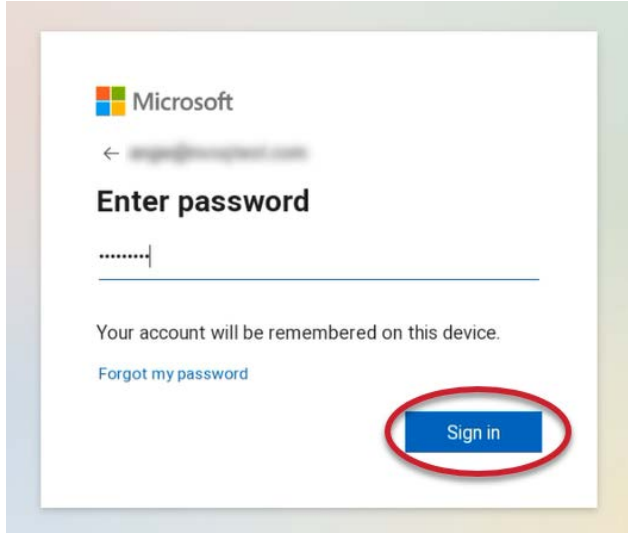 Microsoft
←
Enter password
•••••••••
Your account will be remembered on this device.
Forgot my password
Sign in